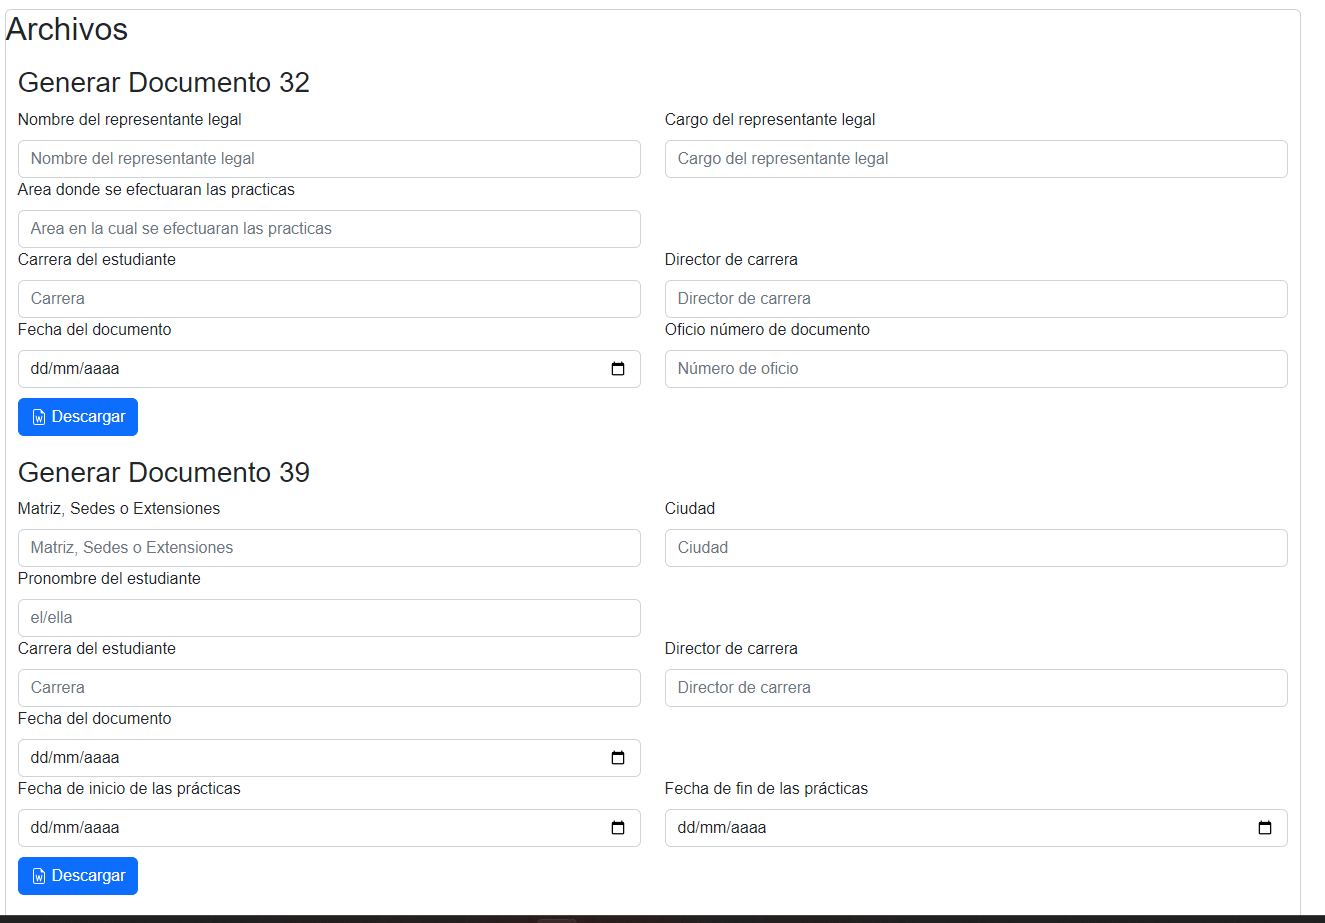 Archivos
Generar Documento 32
Nombre del representante legal Cargo del representante legal
Nombre del representante legal Cargo del representante legal
Area donde se efectuaran las practicas
Area en la cual se efectuaran las practicas
Carrera del estudiante Director de carrera
Carrera Director de carrera
Fecha del documento Oficio número de documento
dd/mm/aaaa Número de oficio
Descargar
Generar Documento 39
Matriz, Sedes o Extensiones Ciudad
Matriz, Sedes o Extensiones Ciudad
Pronombre del estudiante
el/ella
Carrera del estudiante Director de carrera
Carrera Director de carrera
Fecha del documento
dd/mm/aaaa
Fecha de inicio de las prácticas Fecha de fin de las prácticas
dd/mm/aaaa dd/mm/aaaa
Descargar